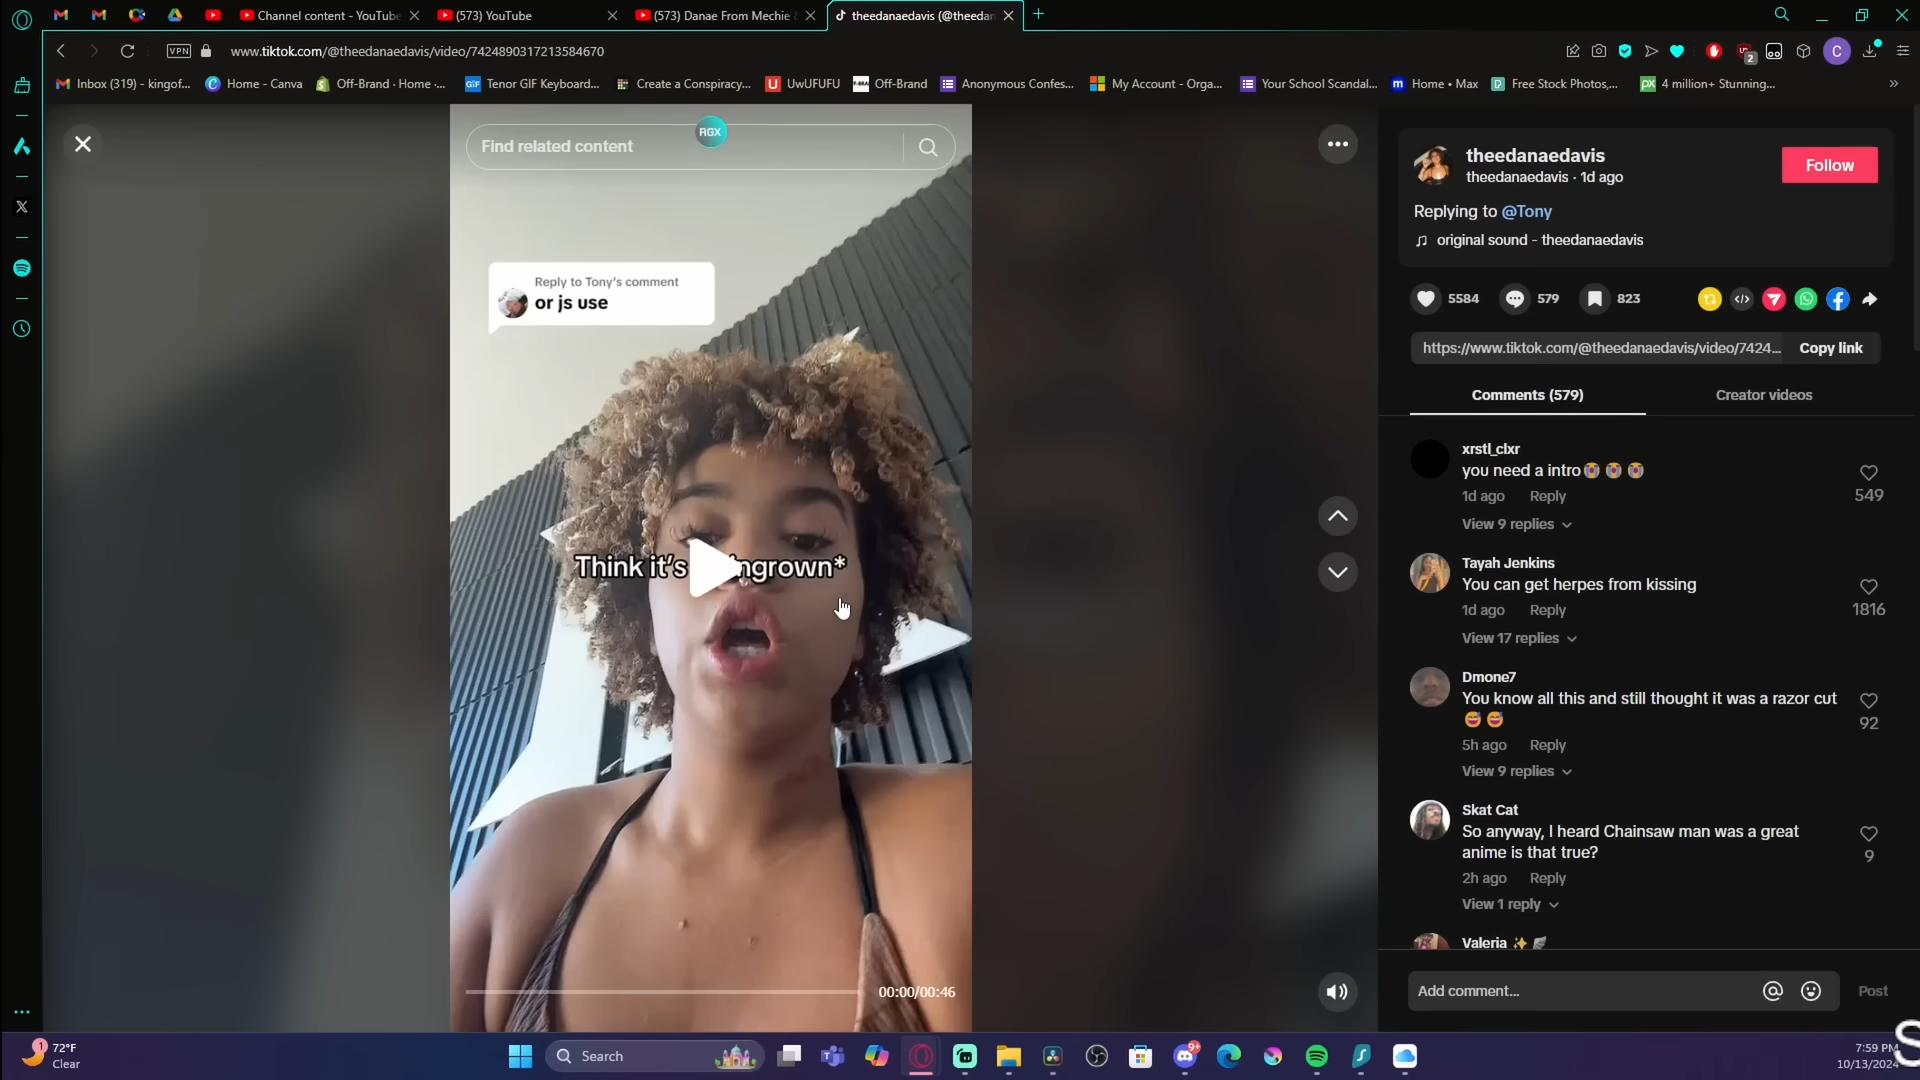 Channel content - YouTube
(573) YouTube
(573) Danae From Mechie
theedanaedavis (@theedan
VPN
www.tiktok.com/@theedanaedavis/video/7424890317213584670
2
C
Inbox (319) - kingof...
Home - Canva
Off-Brand · Home ·...
GIF
Tenor GIF Keyboard...
Create a Conspiracy...
U
UwUFUFU
Off-Brand
Anonymous Confes...
My Account - Orga...
Your School Scandal...
m
Home • Max
Free Stock Photos,...
px
4 million+ Stunning...
RGX
Find related content
Reply to Tony's comment
or js use
Think it's
ngrown*
00:00/00:46
theedanaedavis
theedanaedavis · 1d ago
Follow
Replying to @Tony
original sound - theedanaedavis
5584
579
823
https://www.tiktok.com/@theedanaedavis/video/7424...
Copy link
Comments (579)
Creator videos
xrstl_clxr
you need a intro😭 😭 😭
1d ago
Reply
549
View 9 replies
Tayah Jenkins
You can get herpes from kissing
1d ago
Reply
1816
View 17 replies
Dmone7
You know all this and still thought it was a razor cut
😅 😅
92
5h ago
Reply
View 9 replies
Skat Cat
So anyway, I heard Chainsaw man was a great
anime is that true?
9
2h ago
Reply
View 1 reply
Valeria ✨
Add comment...
Post
1
72°F
Clear
Search
9+
7:59 PM
10/13/2024
S